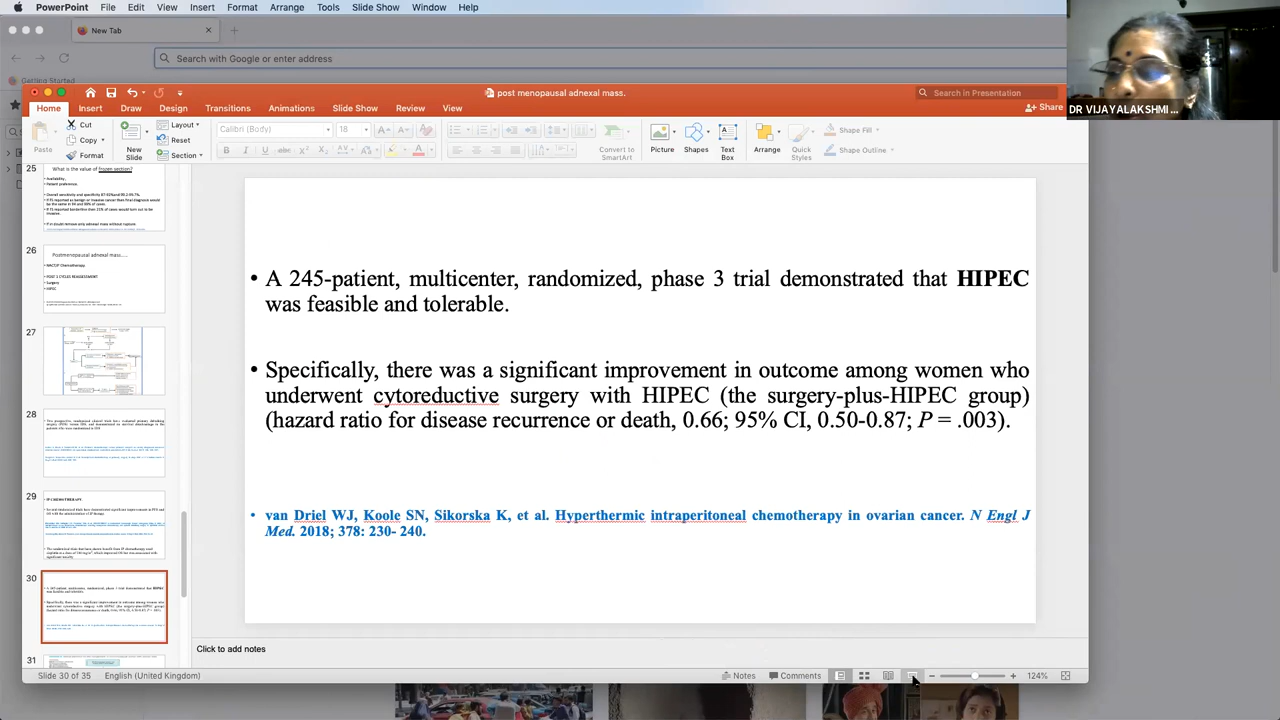 PowerPoint File Edit View Insert Format Arrange Tools Slide Show Window Help
New Tab
Search with Google or enter address
Getting Started
post menopausal adnexal mass.
Search in Presentation
Home Insert Draw Design Transitions Animations Slide Show Review View
Share
DR VIJAYALAKSHMI ...
Paste
Cut
Copy
Format
New Slide
Layout
Reset
Section
Calibri (Body) 18
Convert to SmartArt
Picture
Shapes
Text Box
Arrange
Quick Styles
Shape Fill
Shape Outline
25
What is the value of frozen section?
26
Postmenopausal adnexal mass.....
27
28
29
30
31
• A 245-patient, multicenter, randomized, phase 3 trial demonstrated that HIPEC
was feasible and tolerable.
• Specifically, there was a significant improvement in outcome among women who
underwent cytoreductive surgery with HIPEC (the surgery-plus-HIPEC group)
(hazard ratio for disease recurrence or death, 0.66; 95% CI, 0.50-0.87; P = .003).
• van Driel WJ, Koole SN, Sikorska K, et al. Hyperthermic intraperitoneal chemotherapy in ovarian cancer. N Engl J
Med. 2018; 378: 230- 240.
Click to add notes
Slide 30 of 35 English (United Kingdom)
Notes Comments 124%